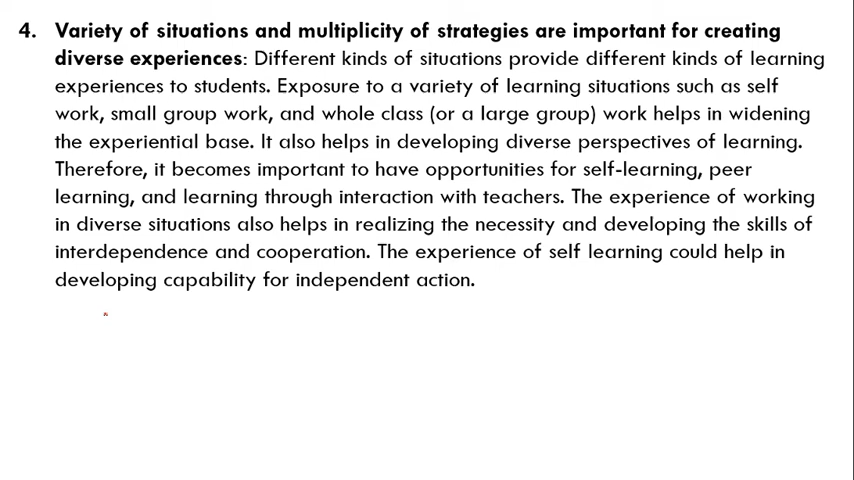 4. Variety of situations and multiplicity of strategies are important for creating
diverse experiences: Different kinds of situations provide different kinds of learning
experiences to students. Exposure to a variety of learning situations such as self
work, small group work, and whole class (or a large group) work helps in widening
the experiential base. It also helps in developing diverse perspectives of learning.
Therefore, it becomes important to have opportunities for self-learning, peer
learning, and learning through interaction with teachers. The experience of working
in diverse situations also helps in realizing the necessity and developing the skills of
interdependence and cooperation. The experience of self learning could help in
developing capability for independent action.